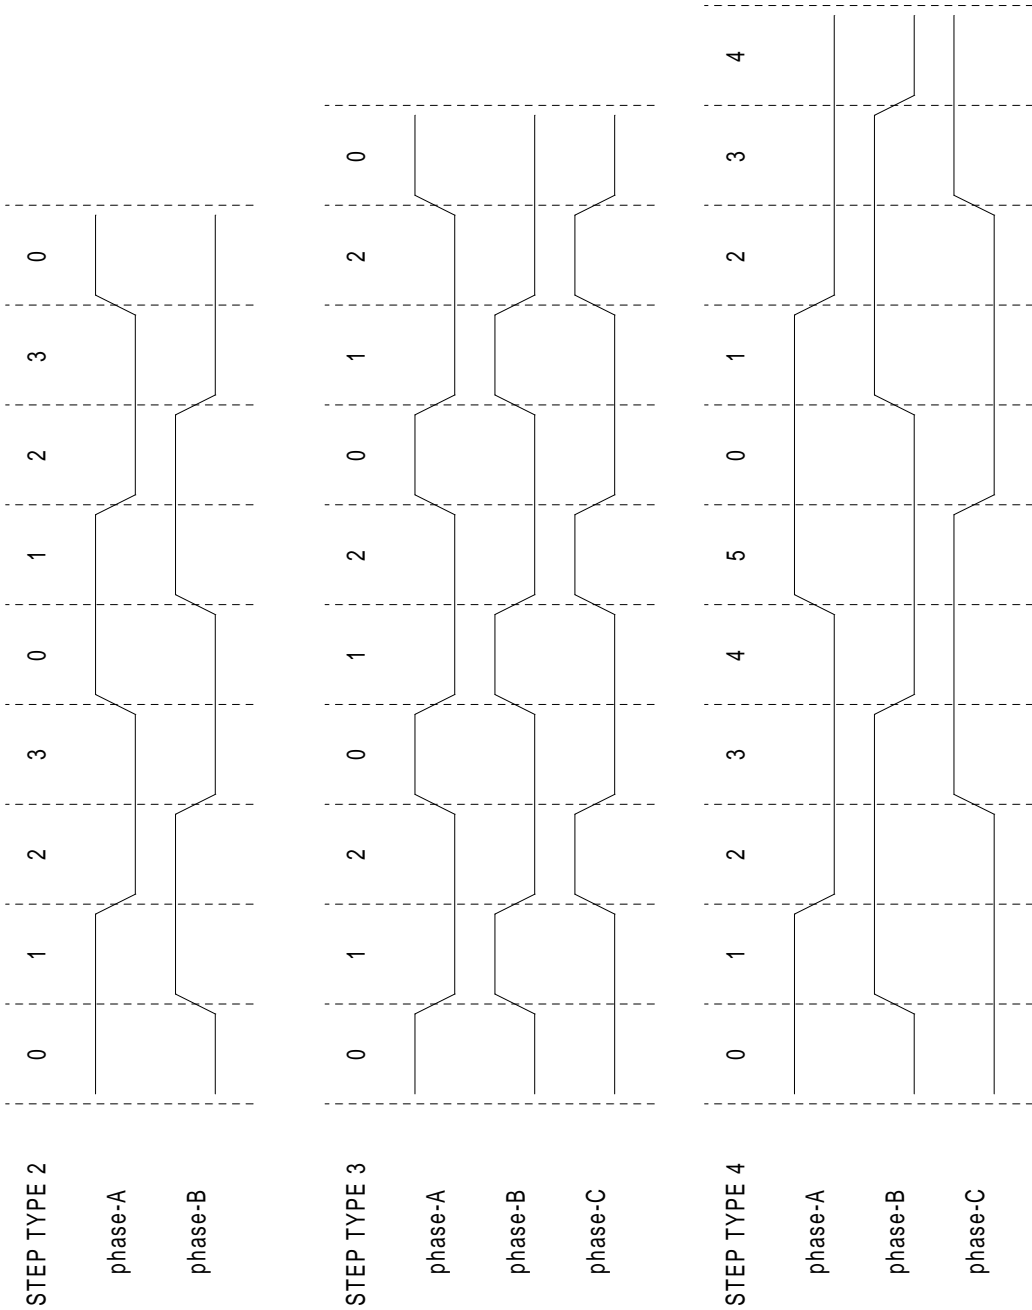 STEP TYPE 2 0 1 2 3 0 1 2 3 0
phase-A
phase-B
STEP TYPE 3 0 1 2 0 1 2 0 1 2 0
phase-A
phase-B
phase-C
STEP TYPE 4 0 1 2 3 4 5 0 1 2 3 4
phase-A
phase-B
phase-C